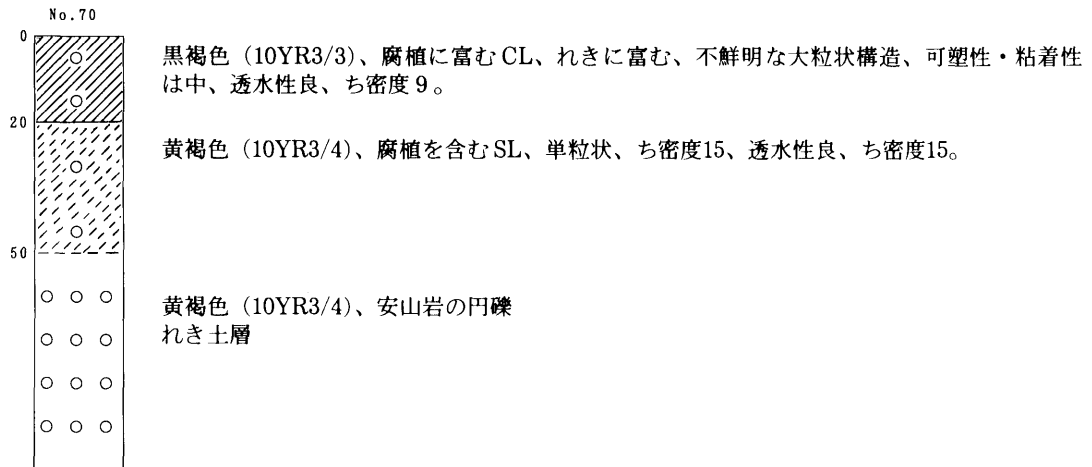 No.70
0
黒褐色（10YR3/3）、腐植に富むCL、れきに富む、不鮮明な大粒状構造、可塑性・粘着性
は中、透水性良、ち密度9。
20
黄褐色（10YR3/4）、腐植を含むSL、単粒状、ち密度15、透水性良、ち密度15。
50
黄褐色（10YR3/4）、安山岩の円礫
れき土層